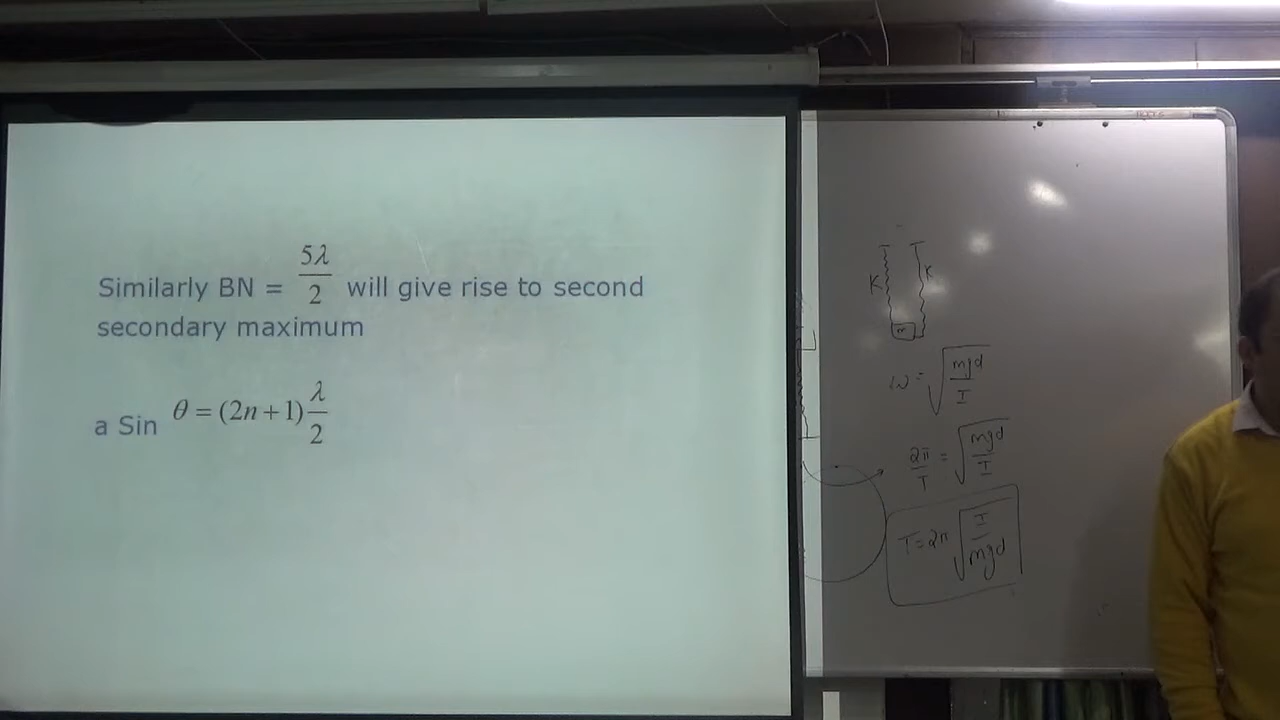 Similarly BN = 5λ/2 will give rise to second
secondary maximum
a Sin θ = (2n+1) λ/2
K K
m
ω = √(mgd/I)
2π/T = √(mgd/I)
T = 2π √(I/mgd)